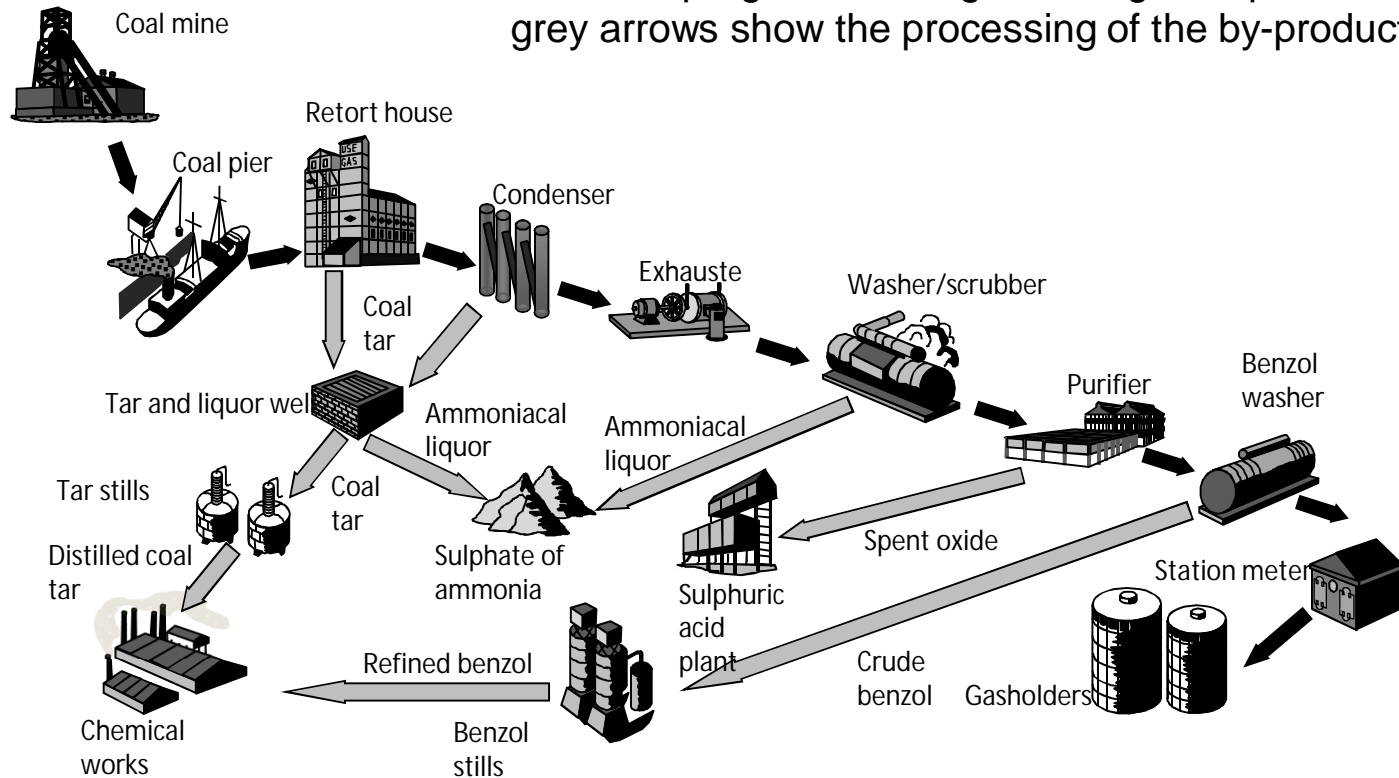 grey arrows show the processing of the by-product
Coal mine
Retort house
USE
GAS
Coal pier
Condenser
Exhauste
Washer/scrubber
Coal
tar
Purifier
Benzol
washer
Tar and liquor wel
Ammoniacal
liquor
Ammoniacal
liquor
Tar stills
Coal
tar
Spent oxide
Distilled coal
tar
Sulphate of
ammonia
Sulphuric
acid
plant
Station meter
Refined benzol
Crude
benzol
Gasholders
Chemical
works
Benzol
stills